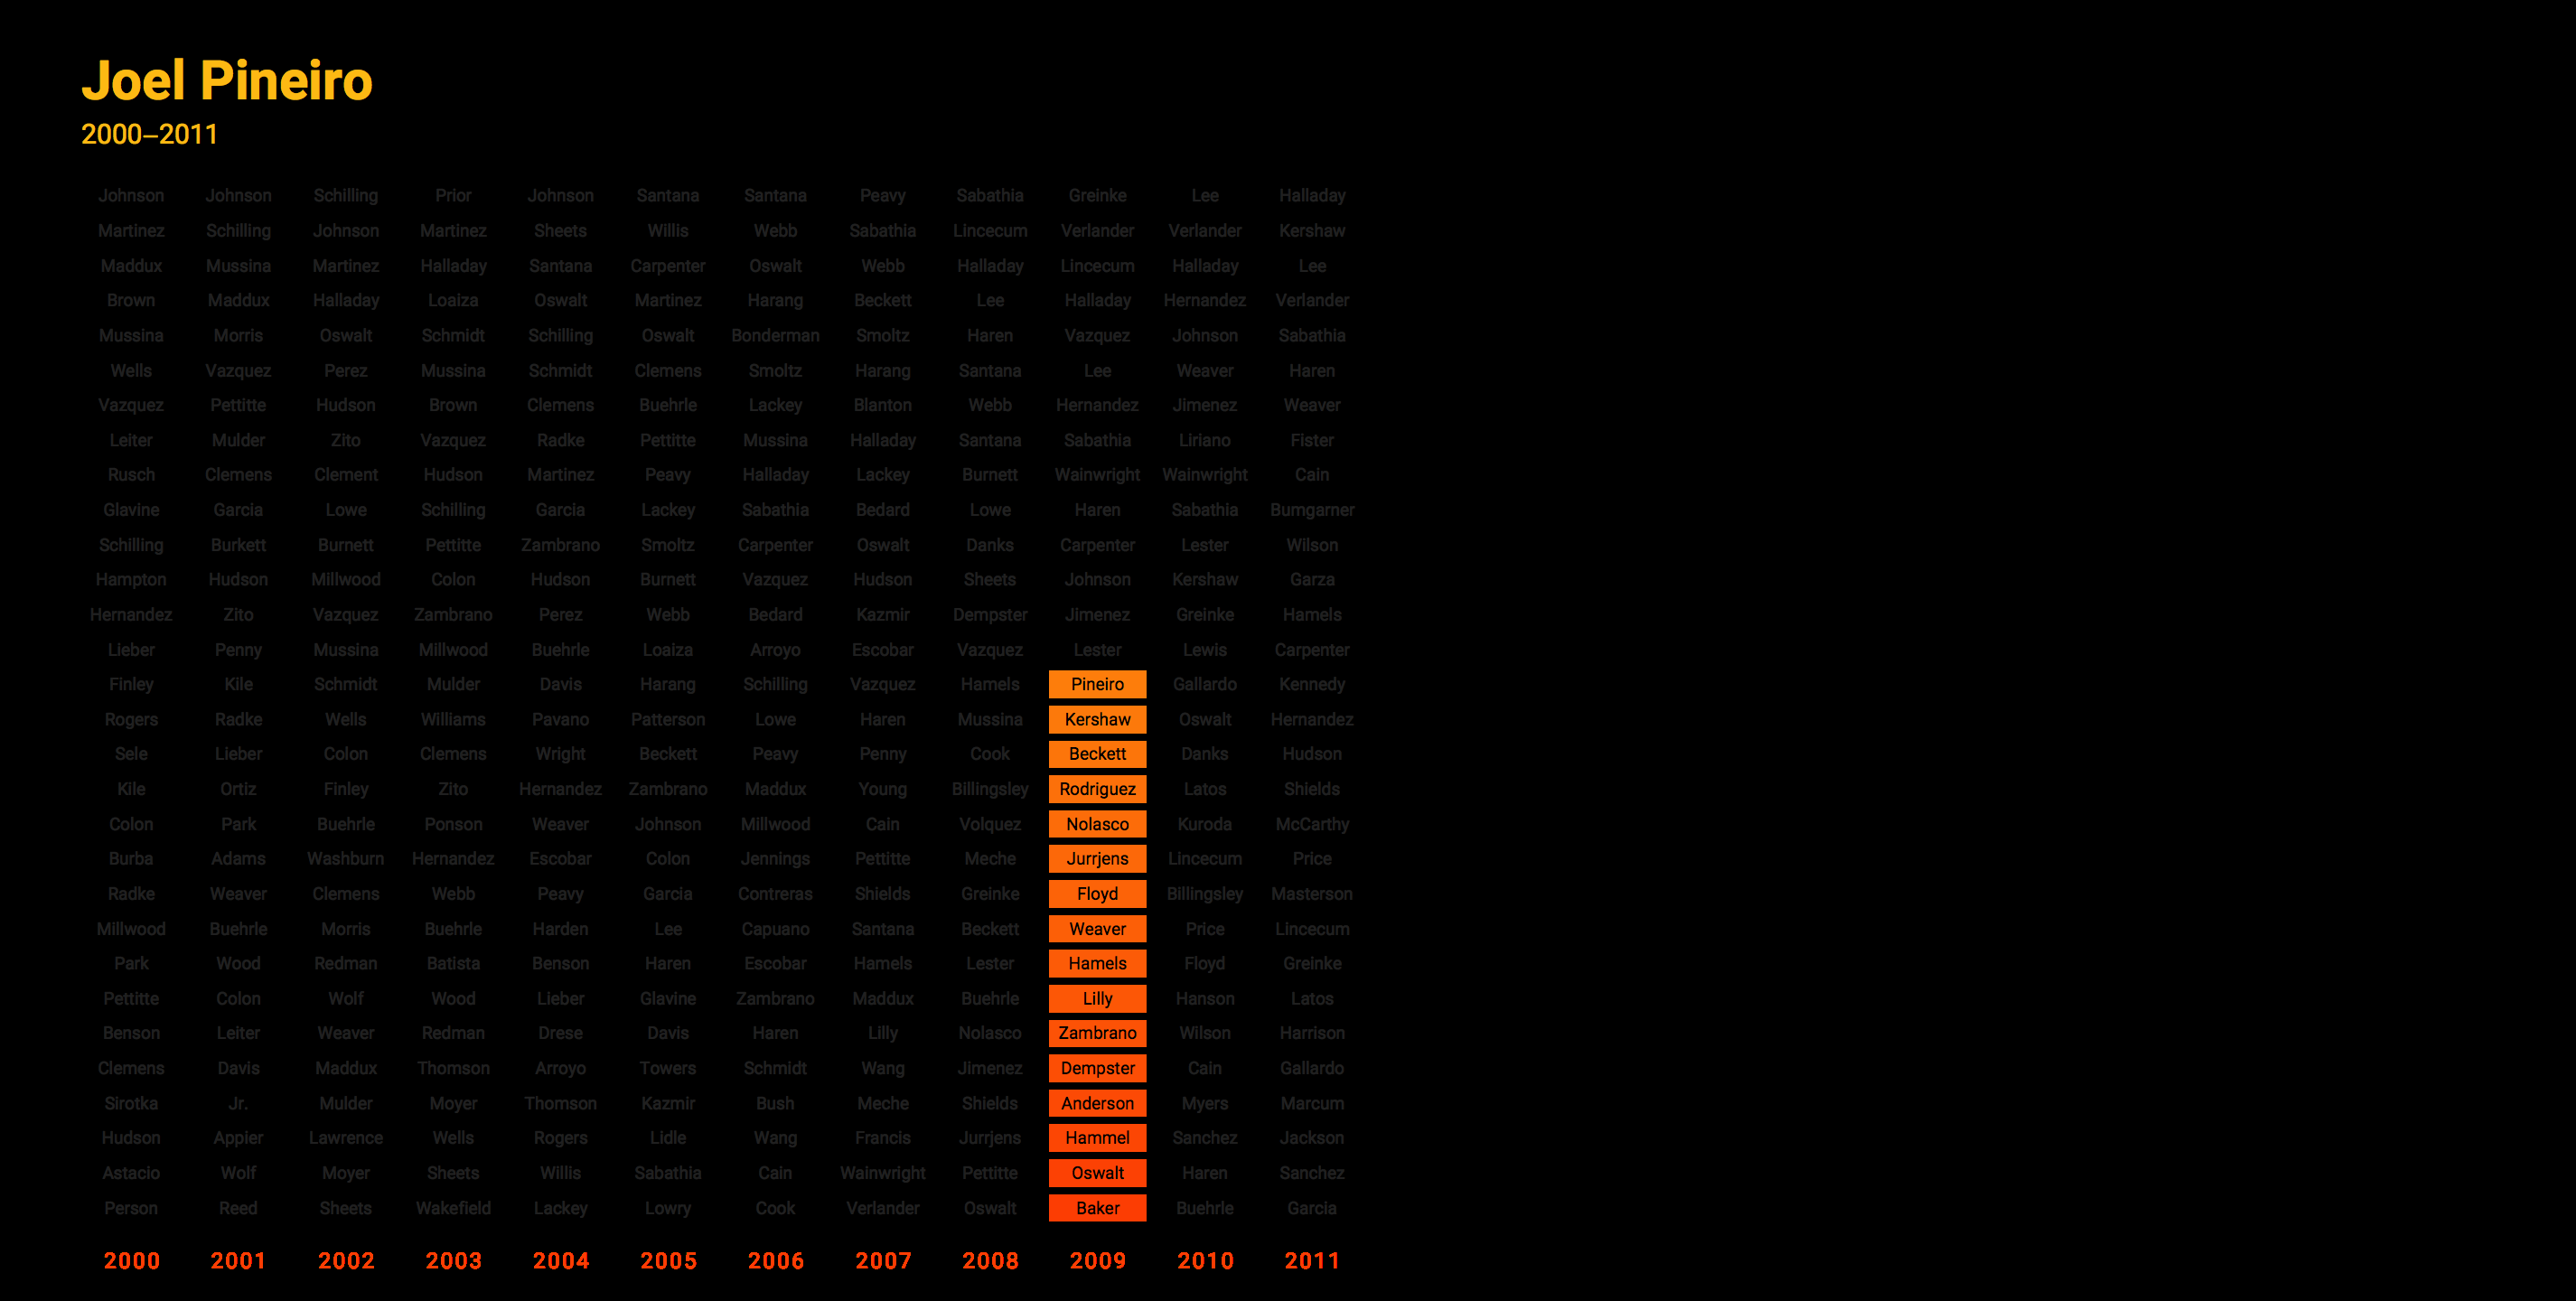 Joel Pineiro
2000–2011
Johnson Johnson Schilling Prior Johnson Santana Santana Peavy Sabathia Greinke Lee Halladay
Martinez Schilling Johnson Martinez Sheets Willis Webb Sabathia Lincecum Verlander Verlander Kershaw
Maddux Mussina Martinez Halladay Santana Carpenter Oswalt Webb Halladay Lincecum Halladay Lee
Brown Maddux Halladay Loaiza Oswalt Martinez Harang Beckett Lee Halladay Hernandez Verlander
Mussina Morris Oswalt Schmidt Schilling Oswalt Bonderman Smoltz Haren Vazquez Johnson Sabathia
Wells Vazquez Perez Mussina Schmidt Clemens Smoltz Harang Santana Lee Weaver Haren
Vazquez Pettitte Hudson Brown Clemens Buehrle Lackey Blanton Webb Hernandez Jimenez Weaver
Leiter Mulder Zito Vazquez Radke Pettitte Mussina Halladay Santana Sabathia Liriano Fister
Rusch Clemens Clement Hudson Martinez Peavy Halladay Lackey Burnett Wainwright Wainwright Cain
Glavine Garcia Lowe Schilling Garcia Lackey Sabathia Bedard Lowe Haren Sabathia Bumgarner
Schilling Burkett Burnett Pettitte Zambrano Smoltz Carpenter Oswalt Danks Carpenter Lester Wilson
Hampton Hudson Millwood Colon Hudson Burnett Vazquez Hudson Sheets Johnson Kershaw Garza
Hernandez Zito Vazquez Zambrano Perez Webb Bedard Kazmir Dempster Jimenez Greinke Hamels
Lieber Penny Mussina Millwood Buehrle Loaiza Arroyo Escobar Vazquez Lester Lewis Carpenter
Finley Kile Schmidt Mulder Davis Harang Schilling Vazquez Hamels Pineiro Gallardo Kennedy
Rogers Radke Wells Williams Pavano Patterson Lowe Haren Mussina Kershaw Oswalt Hernandez
Sele Lieber Colon Clemens Wright Beckett Peavy Penny Cook Beckett Danks Hudson
Kile Ortiz Finley Zito Hernandez Zambrano Maddux Young Billingsley Rodriguez Latos Shields
Colon Park Buehrle Ponson Weaver Johnson Millwood Cain Volquez Nolasco Kuroda McCarthy
Burba Adams Washburn Hernandez Escobar Colon Jennings Pettitte Meche Jurrjens Lincecum Price
Radke Weaver Clemens Webb Peavy Garcia Contreras Shields Greinke Floyd Billingsley Masterson
Millwood Buehrle Morris Buehrle Harden Lee Capuano Santana Beckett Weaver Price Lincecum
Park Wood Redman Batista Benson Haren Escobar Hamels Lester Hamels Floyd Greinke
Pettitte Colon Wolf Wood Lieber Glavine Zambrano Maddux Buehrle Lilly Hanson Latos
Benson Leiter Weaver Redman Drese Davis Haren Lilly Nolasco Zambrano Wilson Harrison
Clemens Davis Maddux Thomson Arroyo Towers Schmidt Wang Jimenez Dempster Cain Gallardo
Sirotka Jr. Mulder Moyer Thomson Kazmir Bush Meche Shields Anderson Myers Marcum
Hudson Appier Lawrence Wells Rogers Lidle Wang Francis Jurrjens Hammel Sanchez Jackson
Astacio Wolf Moyer Sheets Willis Sabathia Cain Wainwright Pettitte Oswalt Haren Sanchez
Person Reed Sheets Wakefield Lackey Lowry Cook Verlander Oswalt Baker Buehrle Garcia
2000 2001 2002 2003 2004 2005 2006 2007 2008 2009 2010 2011